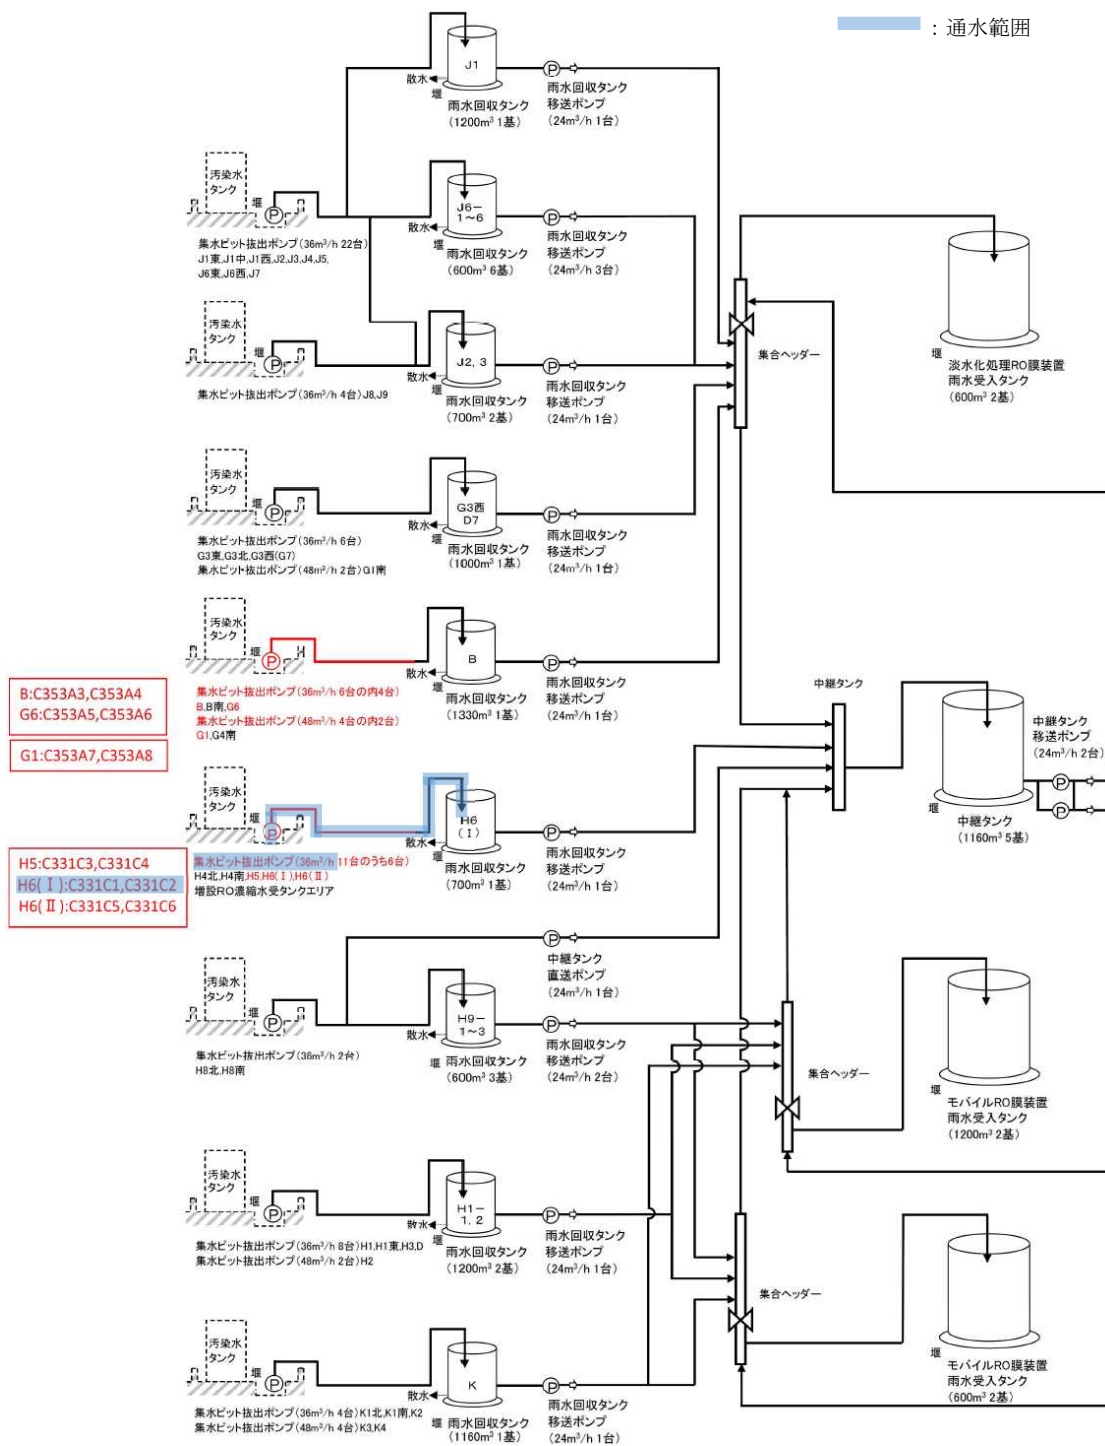 ：通水範囲
J1
散水
堰
雨水回収タンク
(1200m³ 1基)
P
雨水回収タンク
移送ポンプ
(24m³/h 1台)
汚染水
タンク
堰
P
集水ピット抜出ポンプ(36m³/h 22台)
J1東,J1中,J1西,J2,J3,J4,J5,
J6東,J6西,J7
J6−
1～6
散水
堰
雨水回収タンク
(600m³ 6基)
P
雨水回収タンク
移送ポンプ
(24m³/h 3台)
汚染水
タンク
堰
P
集水ピット抜出ポンプ(36m³/h 4台)J8,J9
J2, 3
散水
堰
雨水回収タンク
(700m³ 2基)
P
雨水回収タンク
移送ポンプ
(24m³/h 1台)
集合ヘッダー
堰
淡水化処理RO膜装置
雨水受入タンク
(600m³ 2基)
汚染水
タンク
堰
P
集水ピット抜出ポンプ(36m³/h 6台)
G3東,G3北,G3西(G7)
集水ピット抜出ポンプ(48m³/h 2台)G1南
G3西
D7
散水
堰
雨水回収タンク
(1000m³ 1基)
P
雨水回収タンク
移送ポンプ
(24m³/h 1台)
汚染水
タンク
堰
P
集水ピット抜出ポンプ(36m³/h 6台の内4台)
B,B南,G6
集水ピット抜出ポンプ(48m³/h 4台の内2台)
G1,G4南
B:C353A3,C353A4
G6:C353A5,C353A6
G1:C353A7,C353A8
B
散水
堰
雨水回収タンク
(1330m³ 1基)
P
雨水回収タンク
移送ポンプ
(24m³/h 1台)
中継タンク
中継タンク
移送ポンプ
(24m³/h 2台)
P
P
堰
中継タンク
(1160m³ 5基)
汚染水
タンク
堰
P
集水ピット抜出ポンプ(36m³/h 11台のうち6台)
H4北,H4南,H5,H6(Ⅰ),H6(Ⅱ)
増設RO濃縮水受タンクエリア
H5:C331C3,C331C4
H6(Ⅰ):C331C1,C331C2
H6(Ⅱ):C331C5,C331C6
H6
(Ⅰ)
散水
堰
雨水回収タンク
(700m³ 1基)
P
雨水回収タンク
移送ポンプ
(24m³/h 1台)
P
中継タンク
直送ポンプ
(24m³/h 1台)
汚染水
タンク
堰
P
集水ピット抜出ポンプ(36m³/h 2台)
H8北,H8南
H9−
1～3
散水
堰
雨水回収タンク
(600m³ 3基)
P
雨水回収タンク
移送ポンプ
(24m³/h 2台)
集合ヘッダー
堰
モバイルRO膜装置
雨水受入タンク
(1200m³ 2基)
汚染水
タンク
堰
P
集水ピット抜出ポンプ(36m³/h 8台)H1,H1東,H3,D
集水ピット抜出ポンプ(48m³/h 2台)H2
H1−
1, 2
散水
堰
雨水回収タンク
(1200m³ 2基)
P
雨水回収タンク
移送ポンプ
(24m³/h 1台)
集合ヘッダー
堰
モバイルRO膜装置
雨水受入タンク
(600m³ 2基)
汚染水
タンク
堰
P
集水ピット抜出ポンプ(36m³/h 4台)K1北,K1南,K2
集水ピット抜出ポンプ(48m³/h 4台)K3,K4
K
散水
堰
雨水回収タンク
(1160m³ 1基)
P
雨水回収タンク
移送ポンプ
(24m³/h 1台)